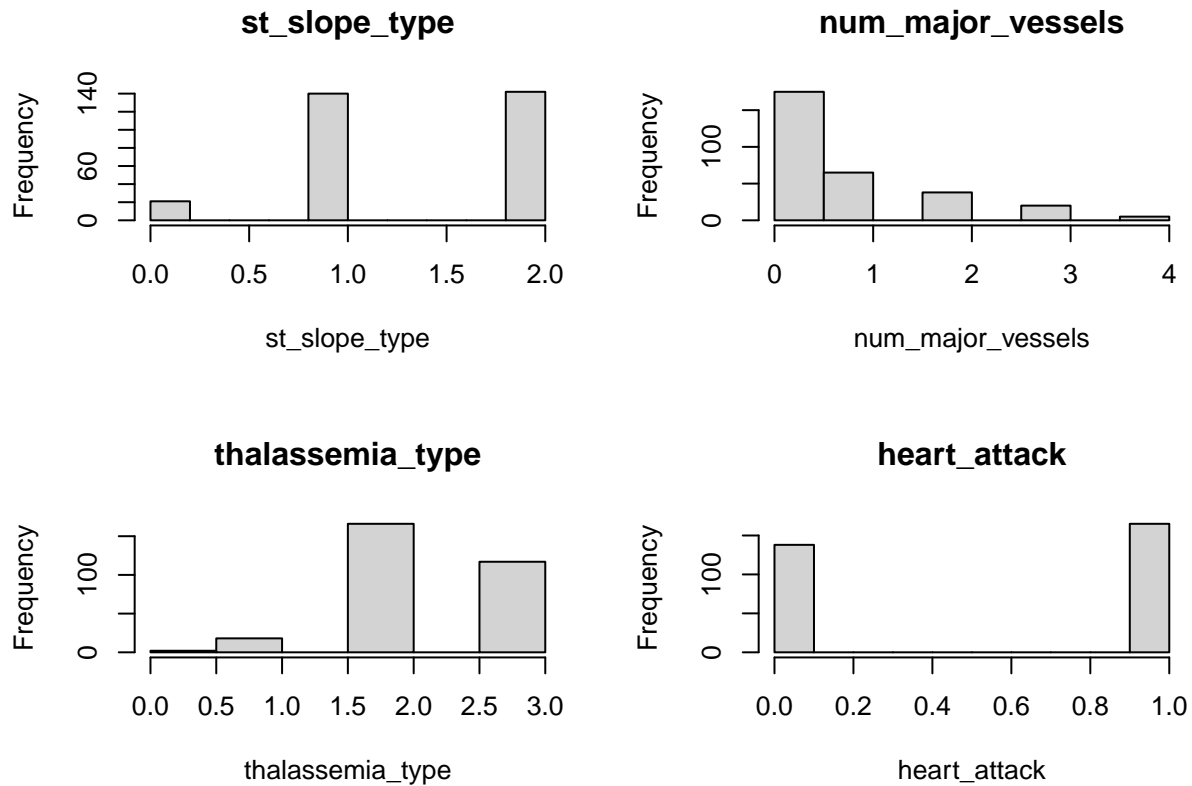 st_slope_type
Frequency
0 60 140
0.0 0.5 1.0 1.5 2.0
st_slope_type
num_major_vessels
Frequency
0 100
0 1 2 3 4
num_major_vessels
thalassemia_type
Frequency
0 100
0.0 0.5 1.0 1.5 2.0 2.5 3.0
thalassemia_type
heart_attack
Frequency
0 100
0.0 0.2 0.4 0.6 0.8 1.0
heart_attack